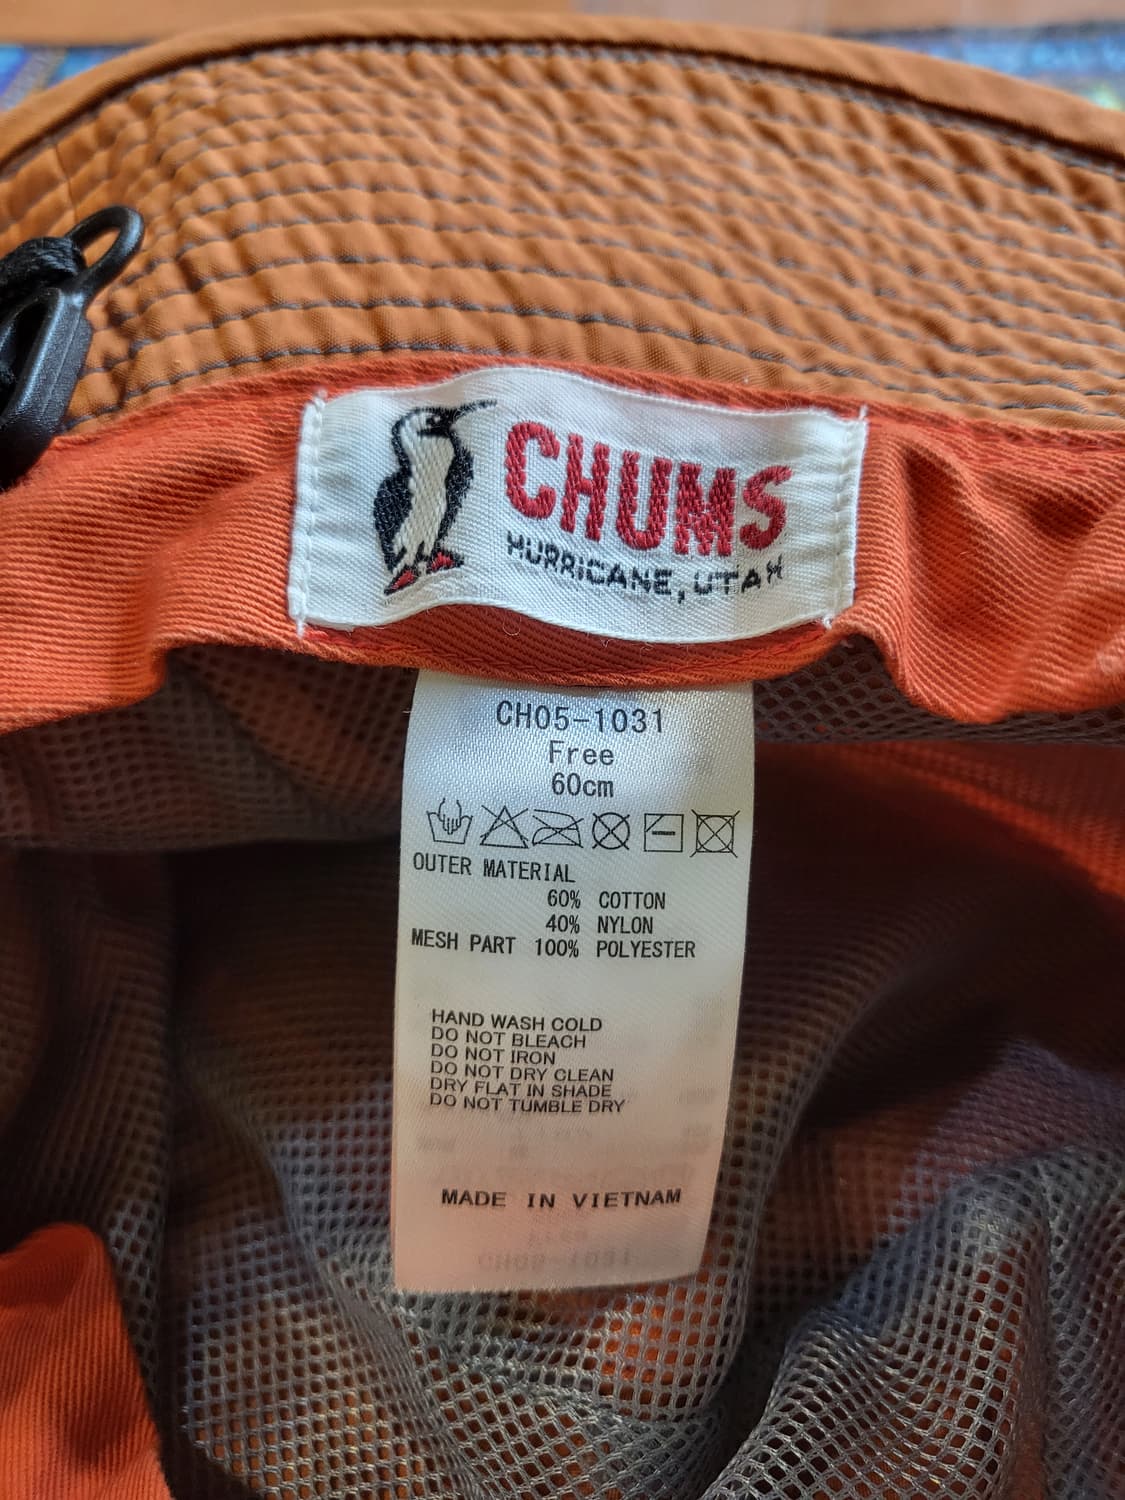 CHUMS
HURRICANE, UTAH
CH05-1031
Free
60cm
OUTER MATERIAL
60% COTTON
40% NYLON
MESH PART 100% POLYESTER
HAND WASH COLD
DO NOT BLEACH
DO NOT IRON
DO NOT DRY CLEAN
DRY FLAT IN SHADE
DO NOT TUMBLE DRY
MADE IN VIETNAM